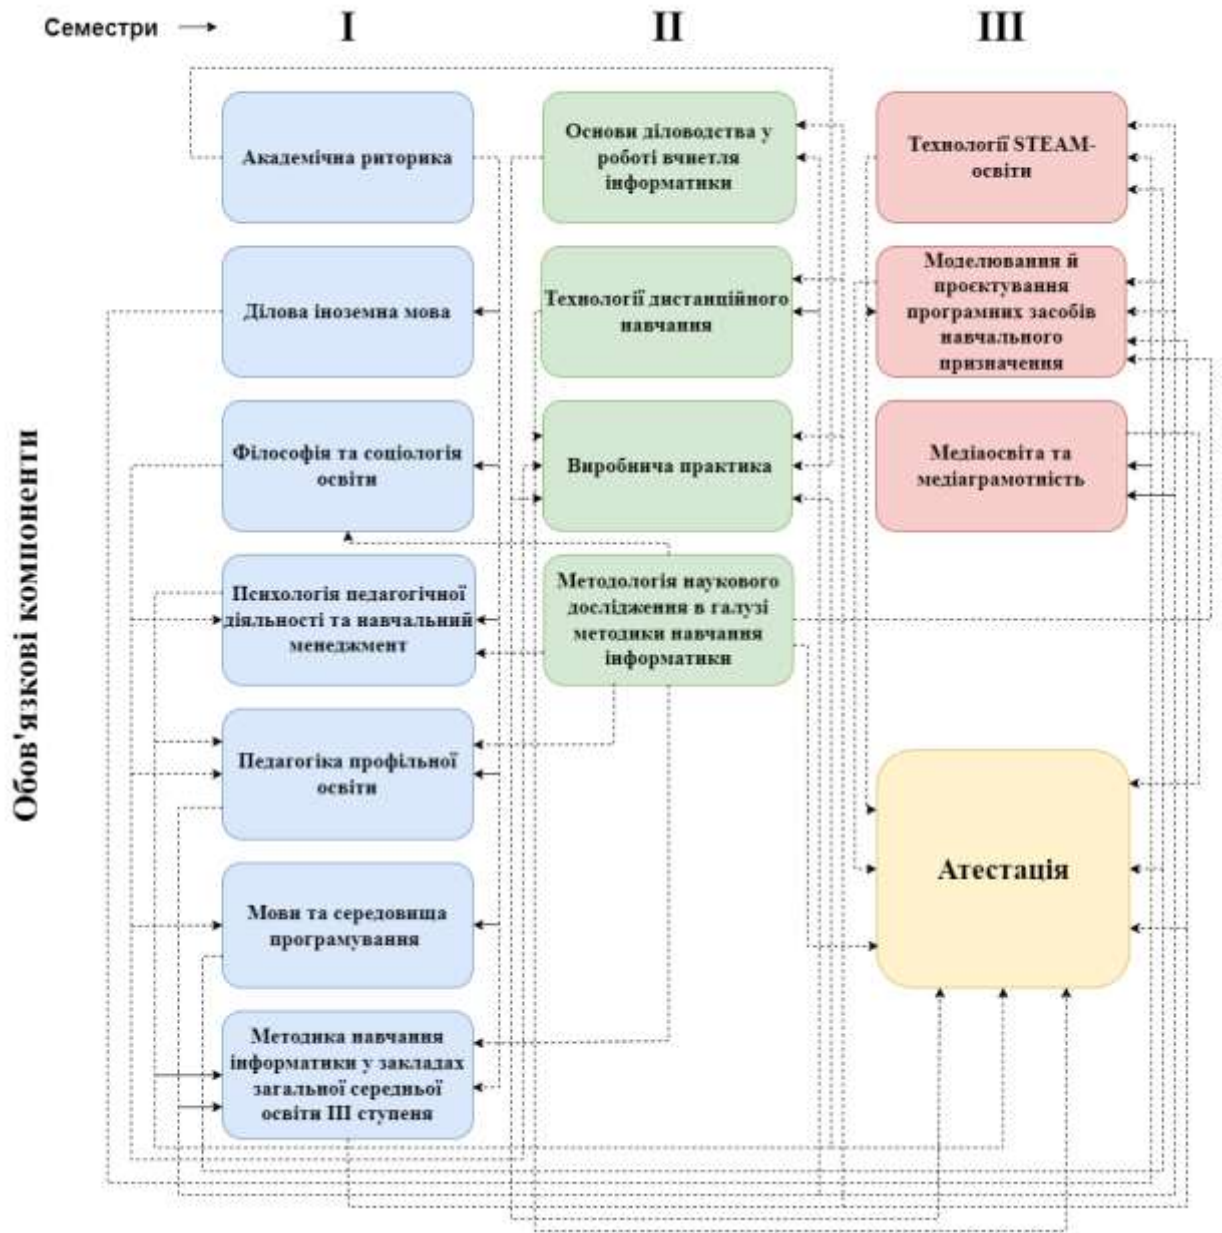 Семестри
I
II
III
Обов'язкові компоненти
Академічна риторика
Ділова іноземна мова
Філософія та соціологія
освіти
Психологія педагогічної
діяльності та навчальний
менеджмент
Педагогіка профільної
освіти
Мови та середовища
програмування
Методика навчання
інформатики у закладах
загальної середньої
освіти III ступеня
Основи діловодства у
роботі вчиетля
інформатики
Технології дистанційного
навчання
Виробнича практика
Методологія наукового
дослідження в галузі
методики навчання
інформатики
Технології STEAM-
освіти
Моделювання й
проєктування
програмних засобів
навчального
призначення
Медіаосвіта та
медіаграмотність
Атестація